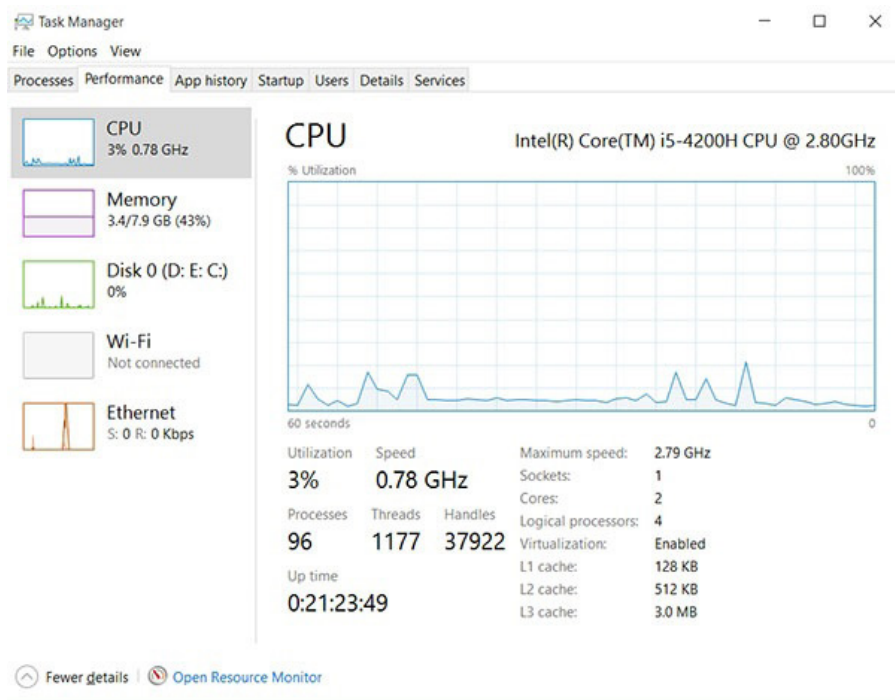 Task Manager
File Options View
Processes Performance App history Startup Users Details Services
CPU
3% 0.78 GHz
Memory
3.4/7.9 GB (43%)
Disk 0 (D: E: C:)
0%
Wi-Fi
Not connected
Ethernet
S: 0 R: 0 Kbps
CPU Intel(R) Core(TM) i5-4200H CPU @ 2.80GHz
% Utilization 100%
60 seconds 0
Utilization Speed
3% 0.78 GHz
Processes Threads Handles
96 1177 37922
Up time
0:21:23:49
Maximum speed: 2.79 GHz
Sockets: 1
Cores: 2
Logical processors: 4
Virtualization: Enabled
L1 cache: 128 KB
L2 cache: 512 KB
L3 cache: 3.0 MB
Fewer details Open Resource Monitor